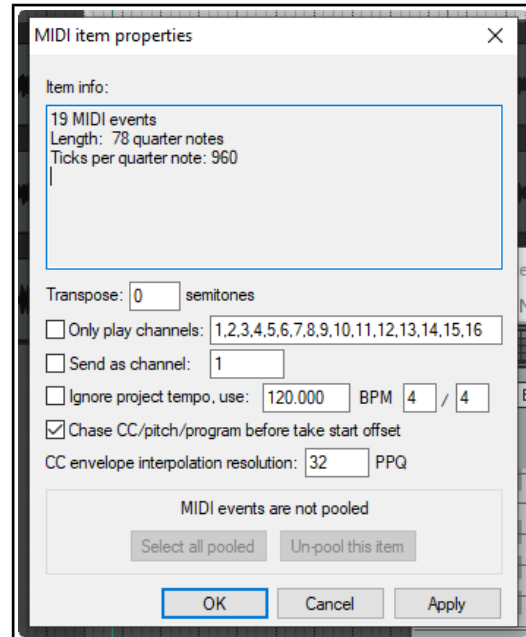 MIDI item properties
Item info:
19 MIDI events
Length: 78 quarter notes
Ticks per quarter note: 960
Transpose: 0 semitones
Only play channels: 1,2,3,4,5,6,7,8,9,10,11,12,13,14,15,16
Send as channel: 1
Ignore project tempo, use: 120.000 BPM 4 / 4
Chase CC/pitch/program before take start offset
CC envelope interpolation resolution: 32 PPQ
MIDI events are not pooled
Select all pooled Un-pool this item
OK Cancel Apply